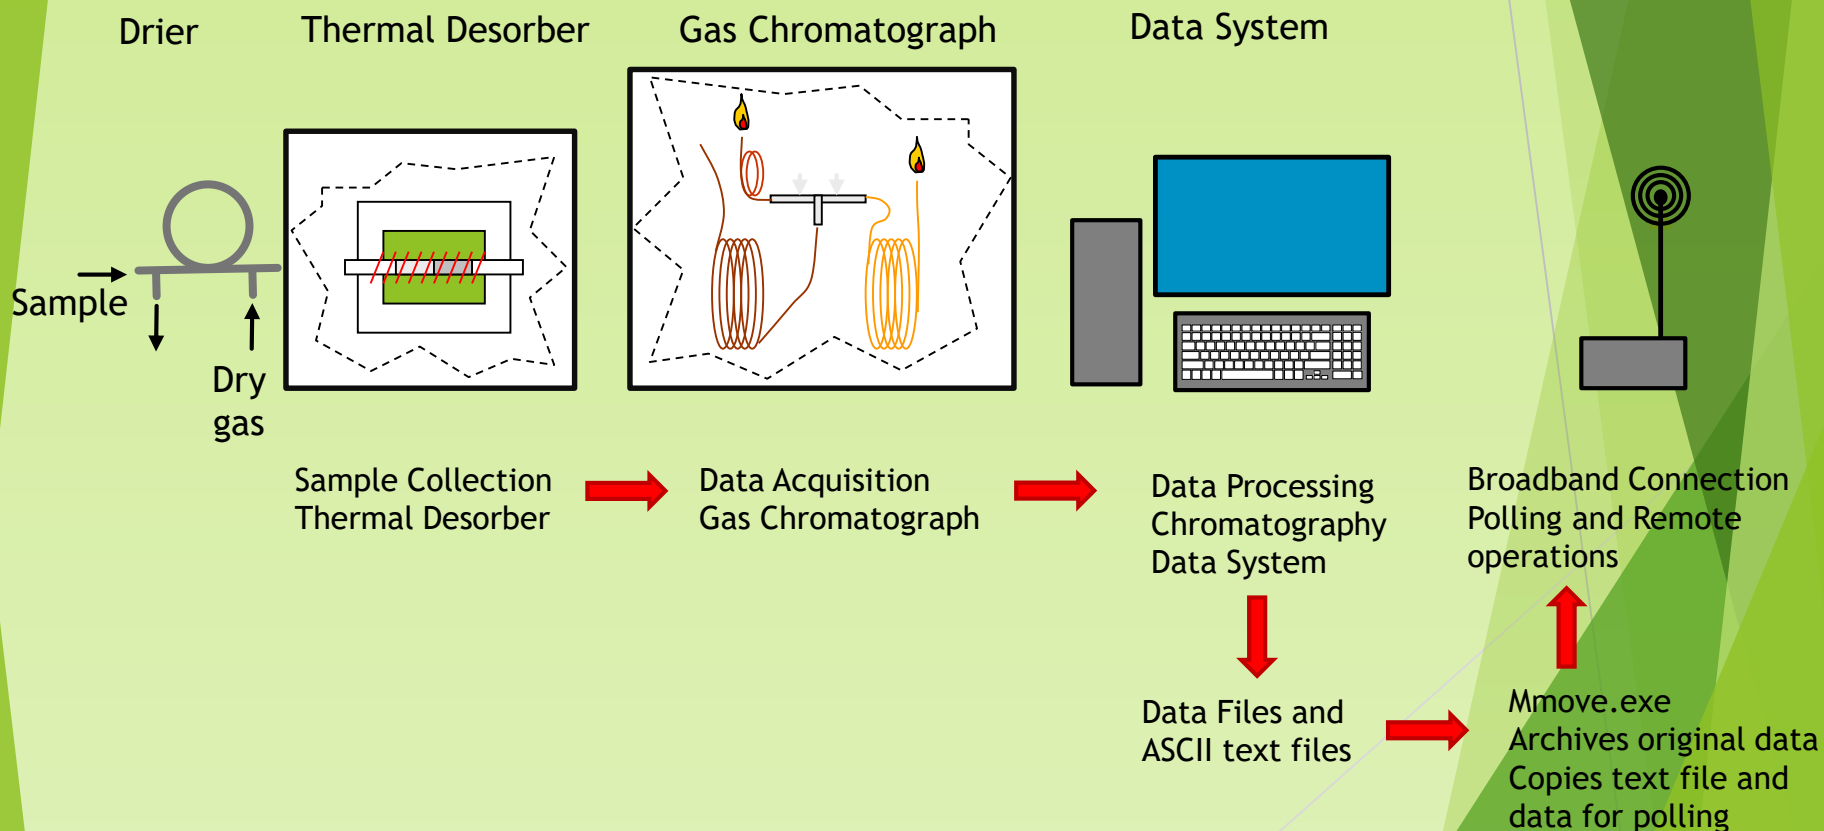 Drier
Thermal Desorber
Gas Chromatograph
Data System
Sample
Dry
gas
Sample Collection
Thermal Desorber
Data Acquisition
Gas Chromatograph
Data Processing
Chromatography
Data System
Broadband Connection
Polling and Remote
operations
Data Files and
ASCII text files
Mmove.exe
Archives original data
Copies text file and
data for polling